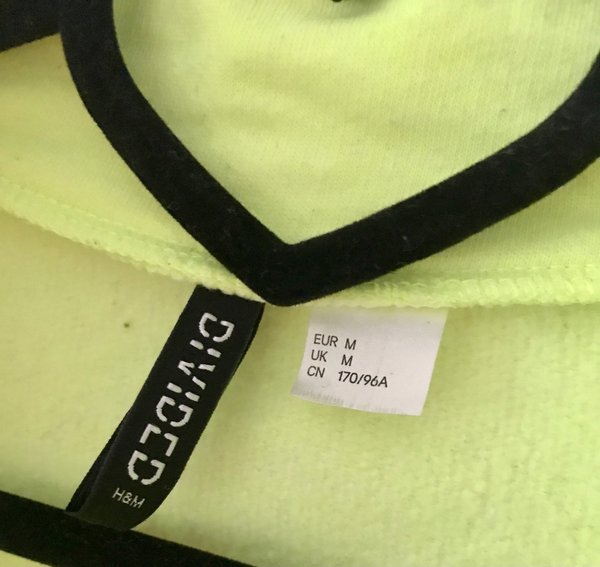 DIVIDED
H&M
EUR M
UK M
CN 170/96A